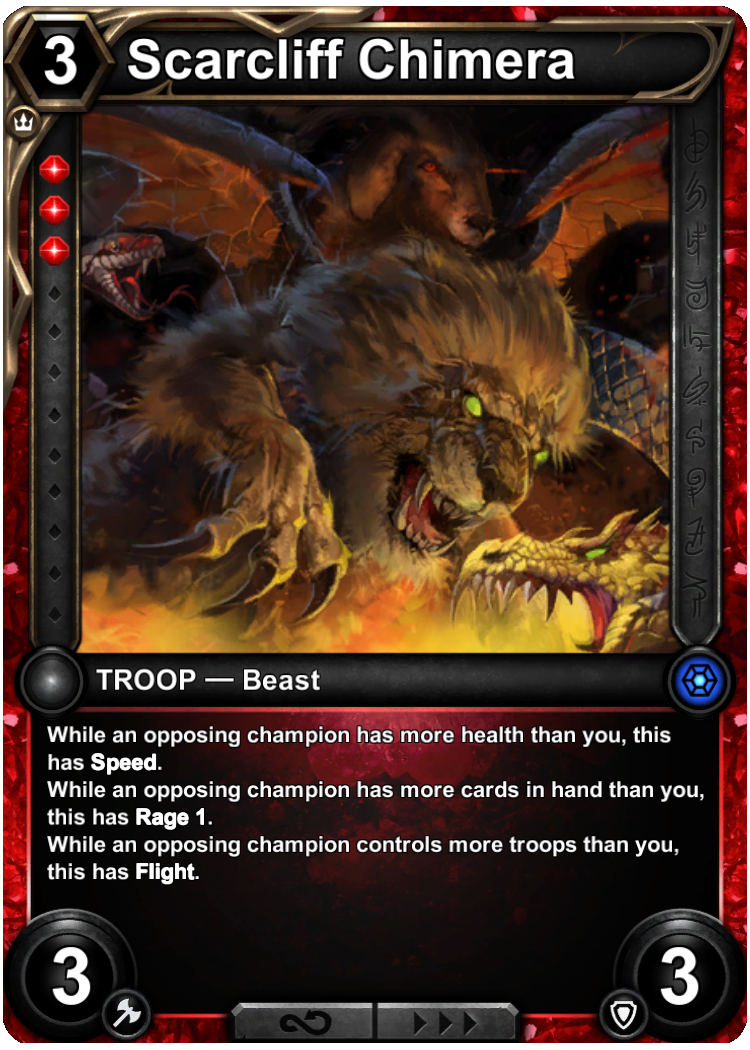 3
Scarcliff Chimera
TROOP — Beast
While an opposing champion has more health than you, this
has Speed.
While an opposing champion has more cards in hand than you,
this has Rage 1.
While an opposing champion controls more troops than you,
this has Flight.
3
3